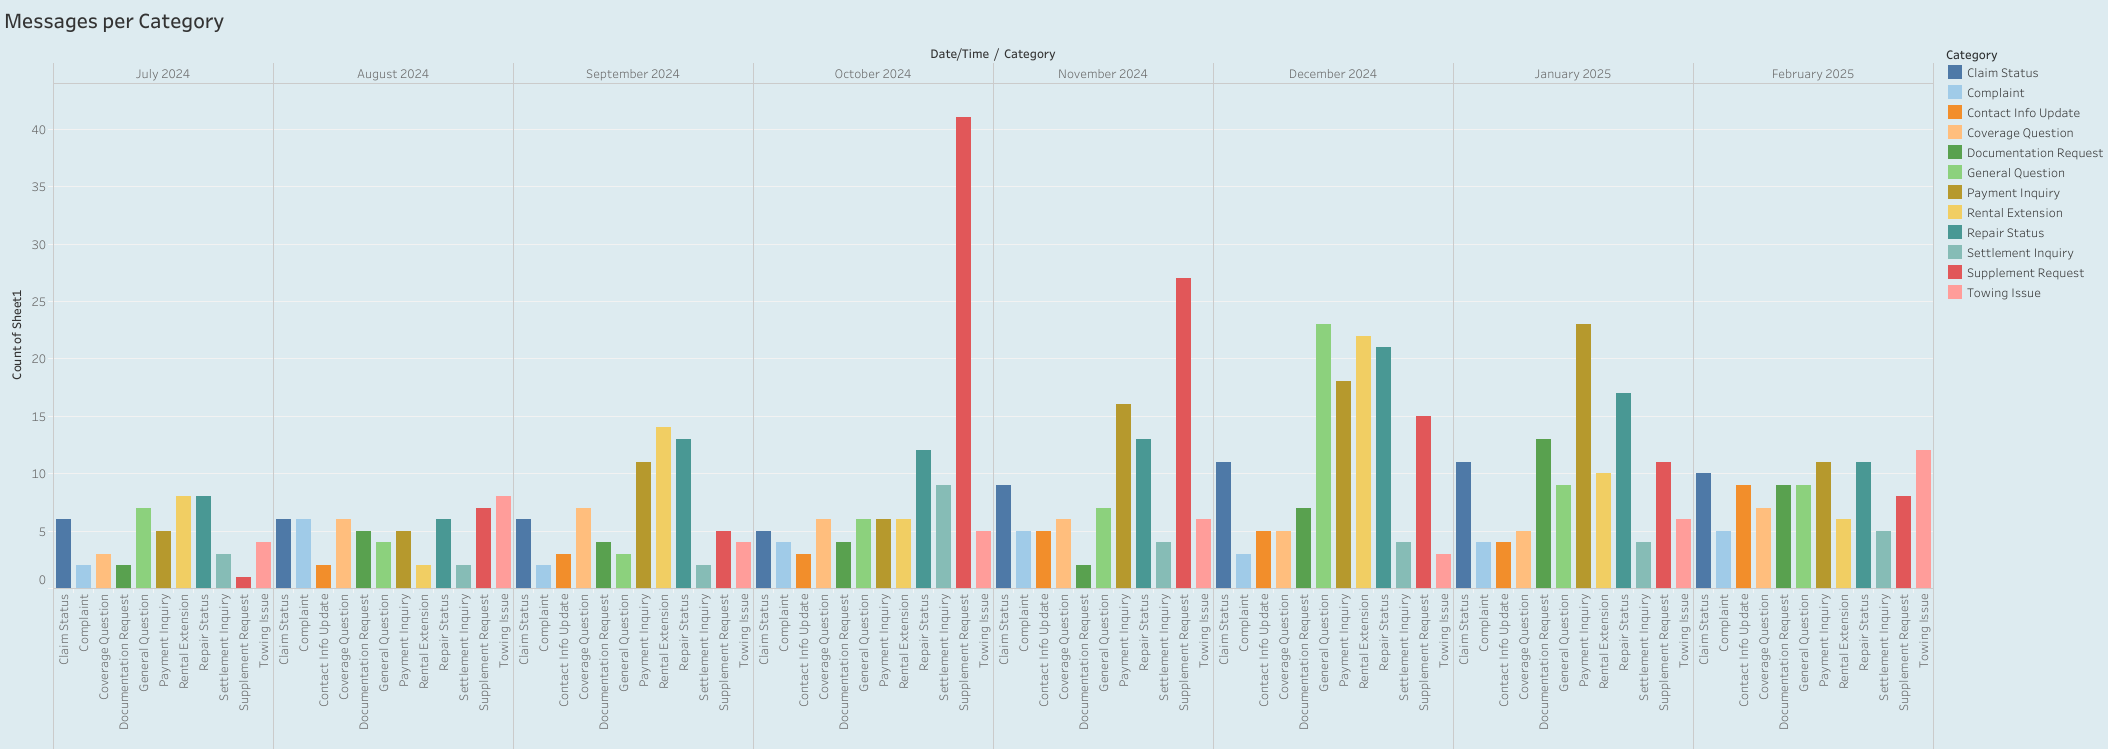 Messages per Category
Date/Time / Category
July 2024
August 2024
September 2024
October 2024
November 2024
December 2024
January 2025
February 2025
Count of Sheet1
40
35
30
25
20
15
10
5
0
Claim Status
Complaint
Coverage Question
Documentation Request
General Question
Payment Inquiry
Rental Extension
Repair Status
Settlement Inquiry
Supplement Request
Towing Issue
Claim Status
Complaint
Contact Info Update
Coverage Question
Documentation Request
General Question
Payment Inquiry
Rental Extension
Repair Status
Settlement Inquiry
Supplement Request
Towing Issue
Claim Status
Complaint
Contact Info Update
Coverage Question
Documentation Request
General Question
Payment Inquiry
Rental Extension
Repair Status
Settlement Inquiry
Supplement Request
Towing Issue
Claim Status
Complaint
Contact Info Update
Coverage Question
Documentation Request
General Question
Payment Inquiry
Rental Extension
Repair Status
Settlement Inquiry
Supplement Request
Towing Issue
Claim Status
Complaint
Contact Info Update
Coverage Question
Documentation Request
General Question
Payment Inquiry
Repair Status
Settlement Inquiry
Supplement Request
Towing Issue
Claim Status
Complaint
Contact Info Update
Coverage Question
Documentation Request
General Question
Payment Inquiry
Rental Extension
Repair Status
Settlement Inquiry
Supplement Request
Towing Issue
Claim Status
Complaint
Contact Info Update
Coverage Question
Documentation Request
General Question
Payment Inquiry
Rental Extension
Repair Status
Settlement Inquiry
Supplement Request
Towing Issue
Claim Status
Complaint
Contact Info Update
Coverage Question
Documentation Request
General Question
Payment Inquiry
Rental Extension
Repair Status
Settlement Inquiry
Supplement Request
Towing Issue
Category
Claim Status
Complaint
Contact Info Update
Coverage Question
Documentation Request
General Question
Payment Inquiry
Rental Extension
Repair Status
Settlement Inquiry
Supplement Request
Towing Issue